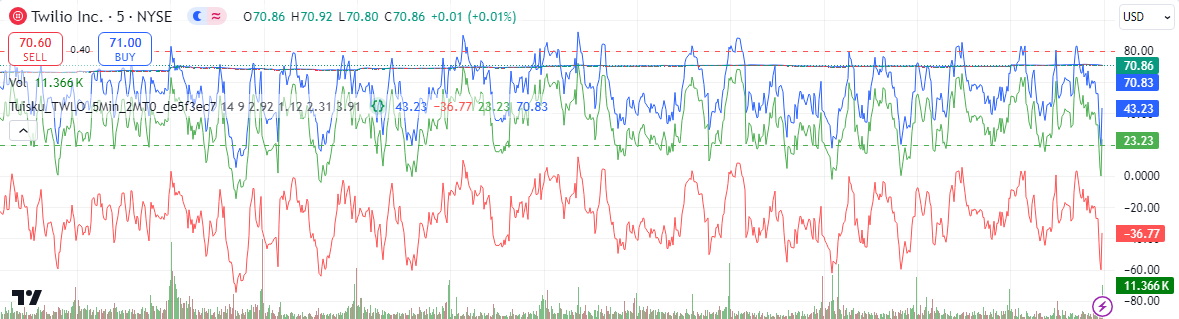 Twilio Inc. · 5 · NYSE O70.86 H70.92 L70.80 C70.86 +0.01 (+0.01%)
USD
70.60 SELL 0.40 71.00 BUY
80.00
70.86
Vol 11.366K
70.83
Tuisku_TWLO_5Min_2MT0_de5f3ec7 14 9 2.92 1.12 2.31 3.91 43.23 −36.77 23.23 70.83
43.23
23.23
0.0000
−20.00
−36.77
−60.00
11.366K
−80.00